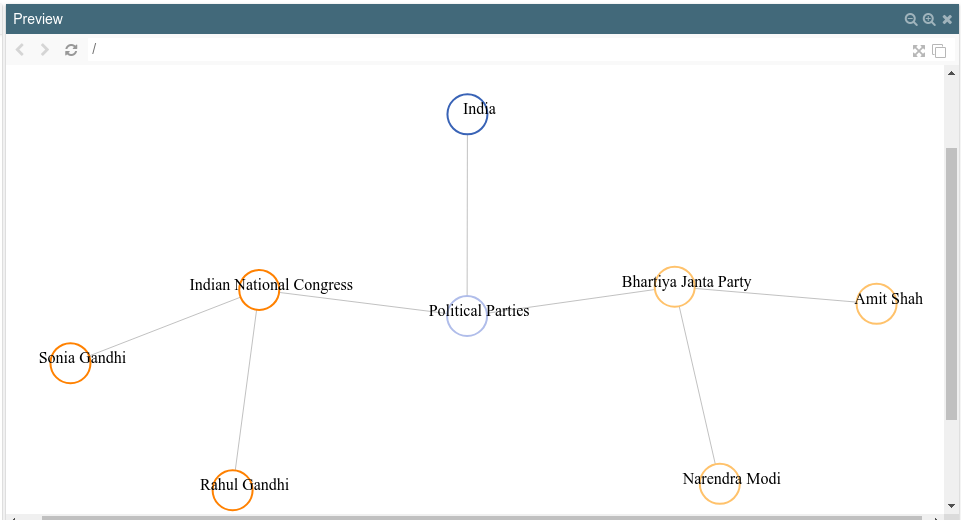 Preview
/
India
Indian National Congress
Bhartiya Janta Party
Amit Shah
Political Parties
Sonia Gandhi
Rahul Gandhi
Narendra Modi